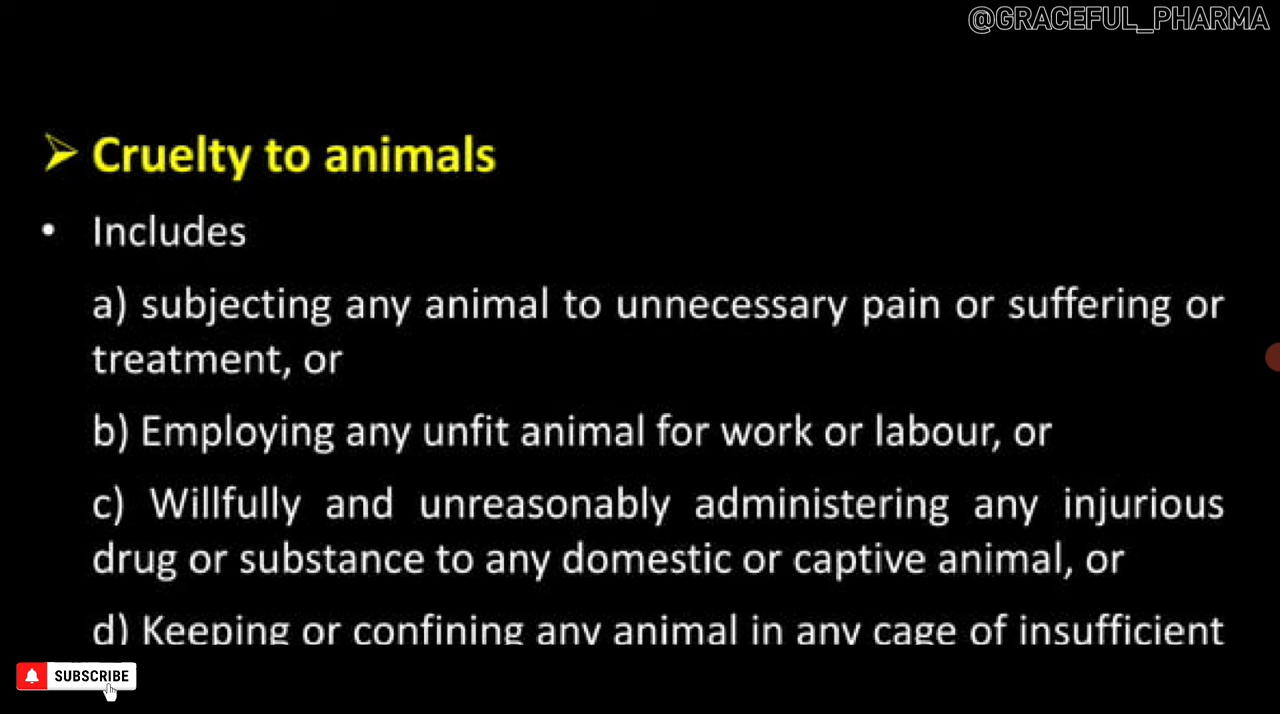 @GRACEFUL_PHARMA
➢ Cruelty to animals
• Includes
a) subjecting any animal to unnecessary pain or suffering or
treatment, or
b) Employing any unfit animal for work or labour, or
c) Willfully and unreasonably administering any injurious
drug or substance to any domestic or captive animal, or
d) Keeping or confining any animal in any cage of insufficient
SUBSCRIBE